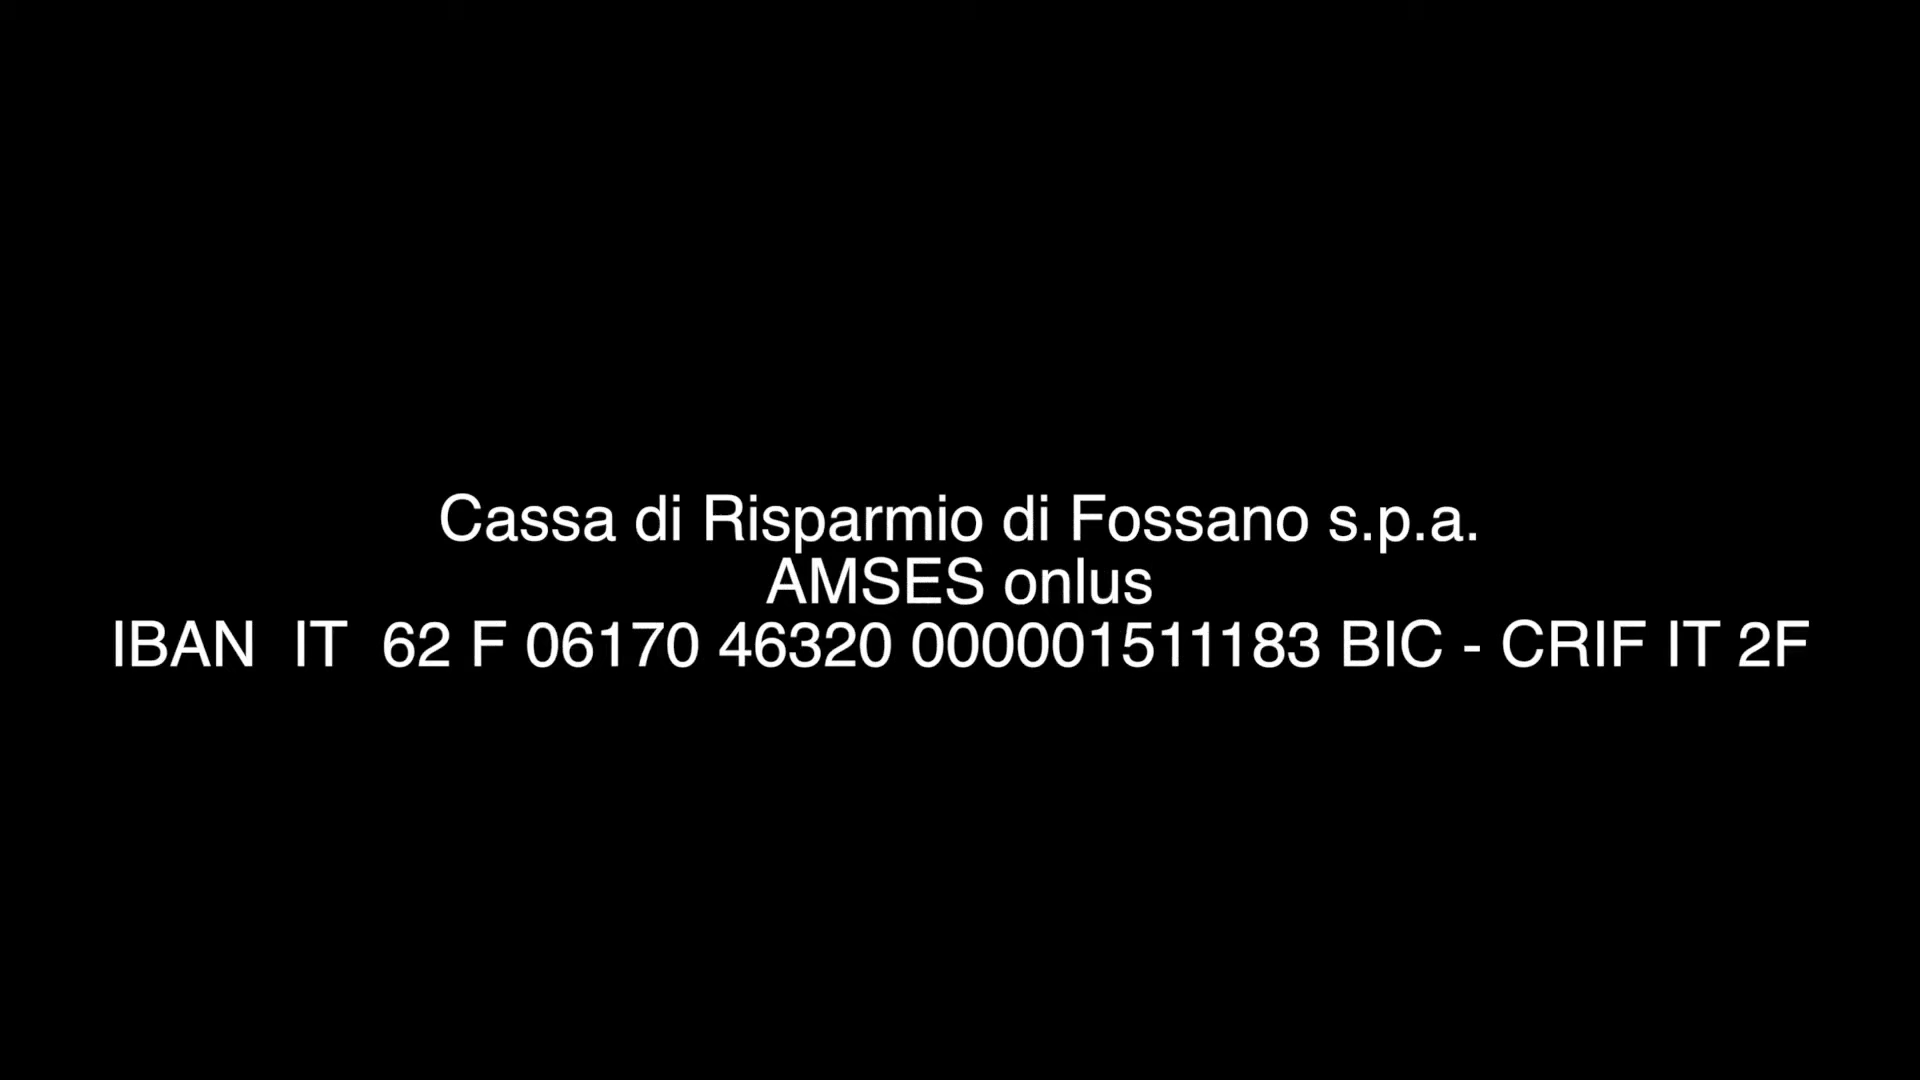 Cassa di Risparmio di Fossano s.p.a.
AMSES onlus
IBAN  IT  62 F 06170 46320 000001511183 BIC - CRIF IT 2F